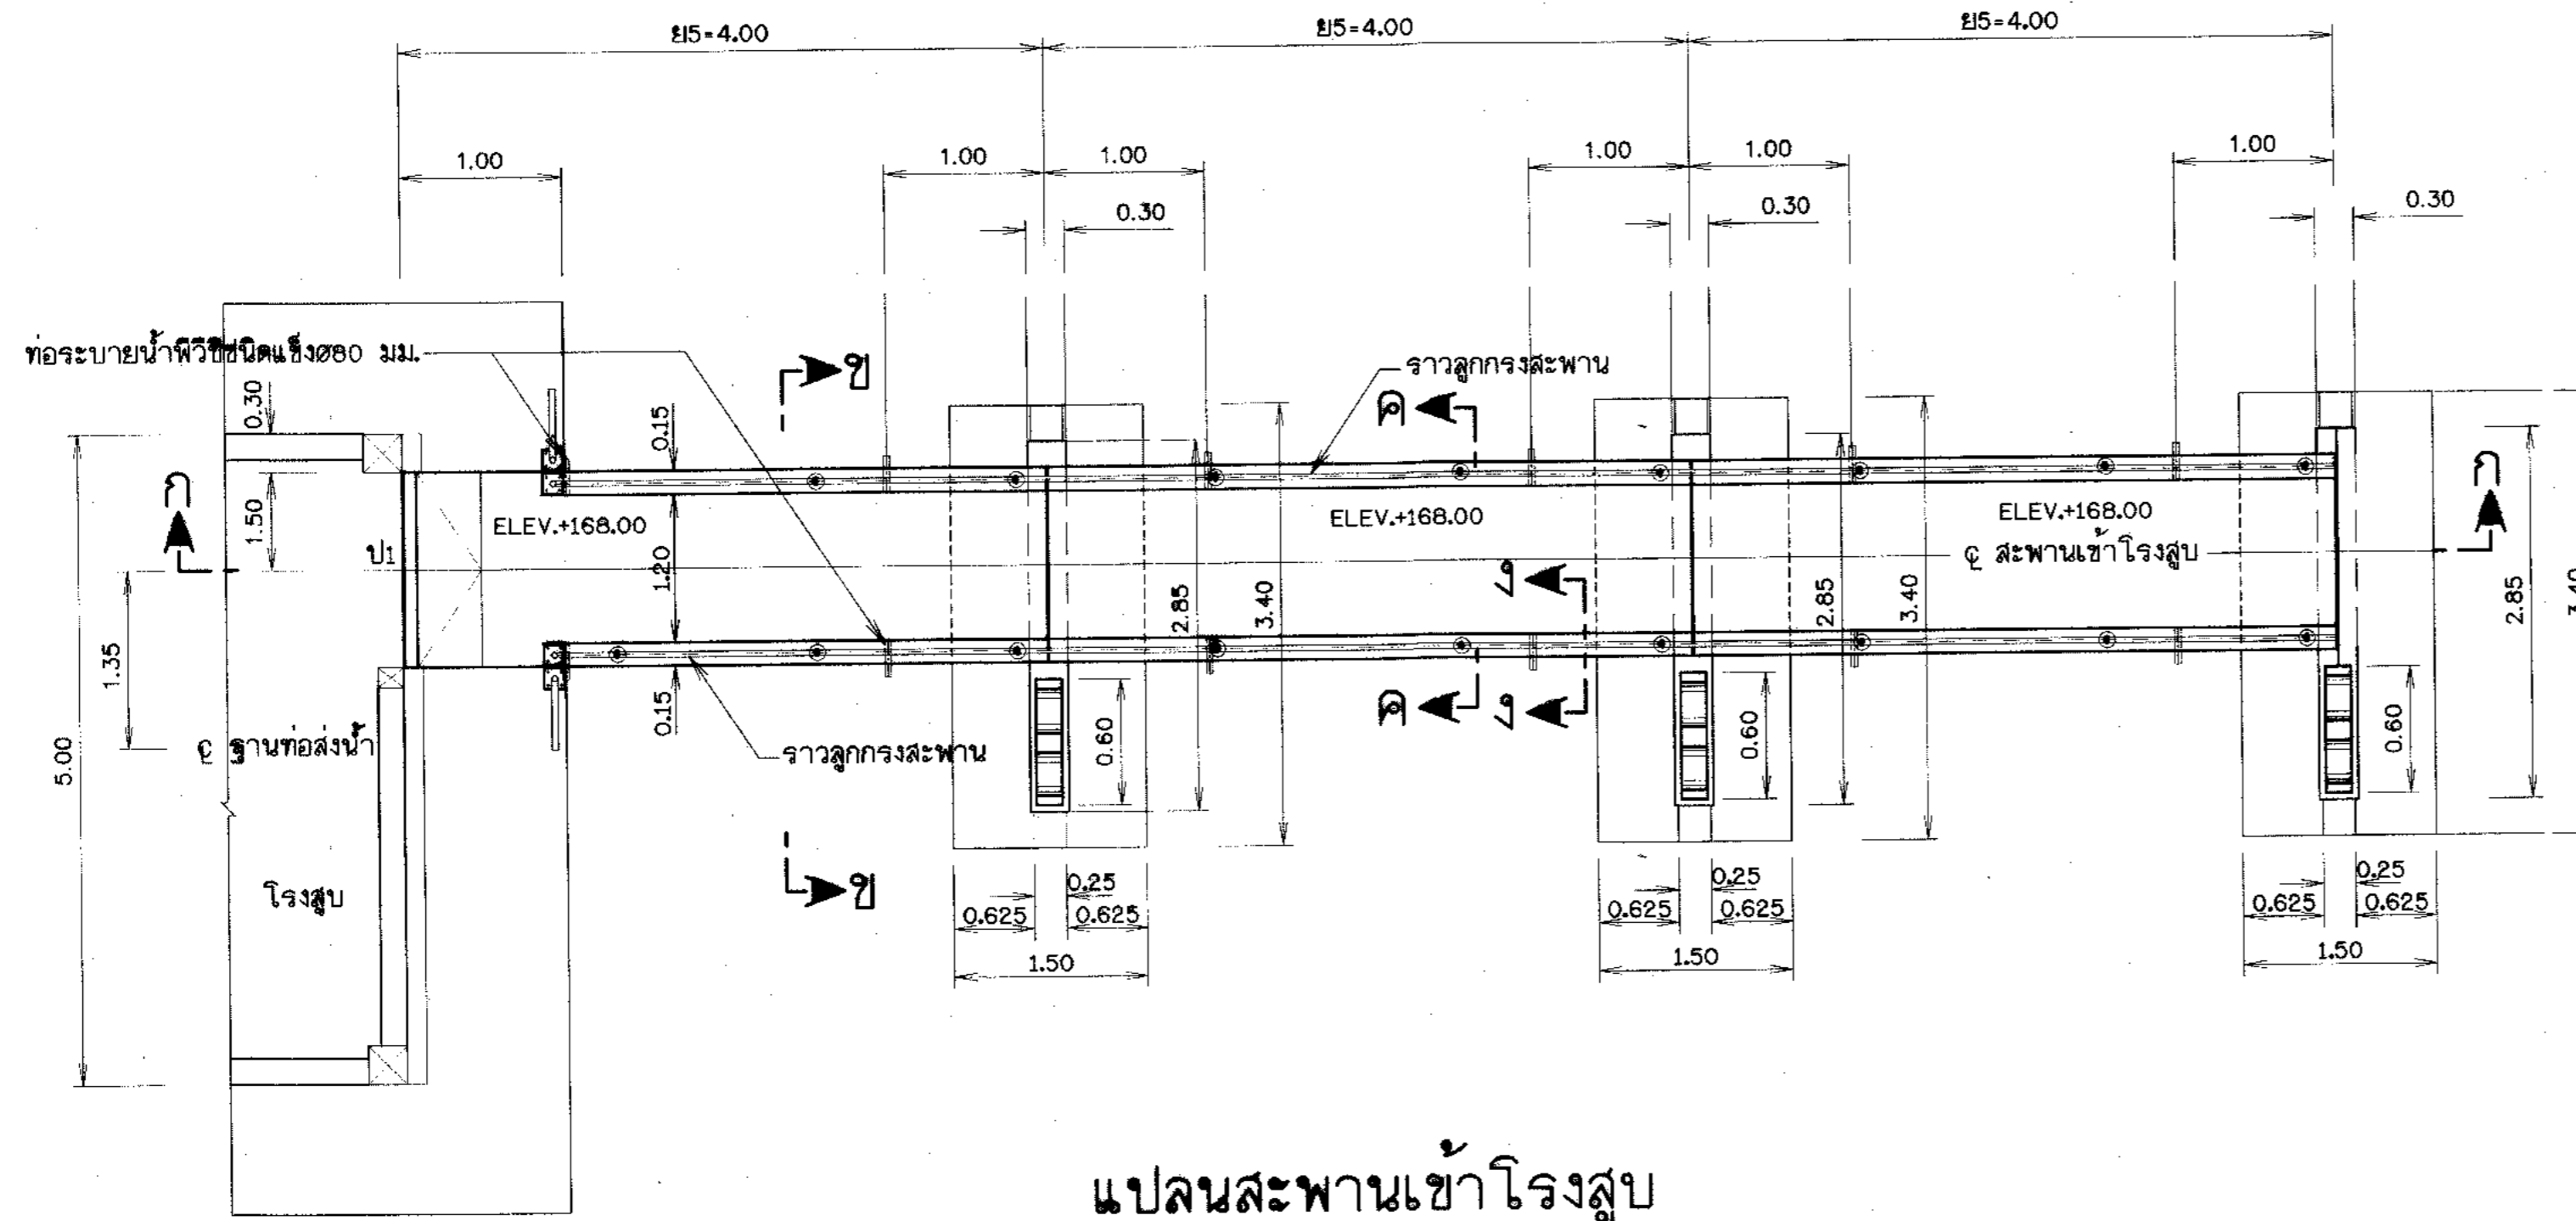 ย5=4.00
ย5=4.00
ย5=4.00
1.00
1.00
1.00
1.00
1.00
1.00
0.30
0.30
0.30
ท่อระบายน้ำพีวีซีชนิดแข็งø80 มม.
ข
ราวลูกกรงสะพาน
ค
0.30
0.15
ก
1.50
ป1
ELEV.+168.00
ELEV.+168.00
ELEV.+168.00
ก
1.20
℄ สะพานเข้าโรงสูบ
ง
2.85
3.40
2.85
3.40
2.85
3.40
1.35
5.00
℄ ฐานท่อส่งน้ำ
0.15
ราวลูกกรงสะพาน
0.60
ค
ง
0.60
0.60
โรงสูบ
ข
0.25
0.25
0.25
0.625
0.625
0.625
0.625
0.625
0.625
1.50
1.50
1.50
แปลนสะพานเข้าโรงสูบ